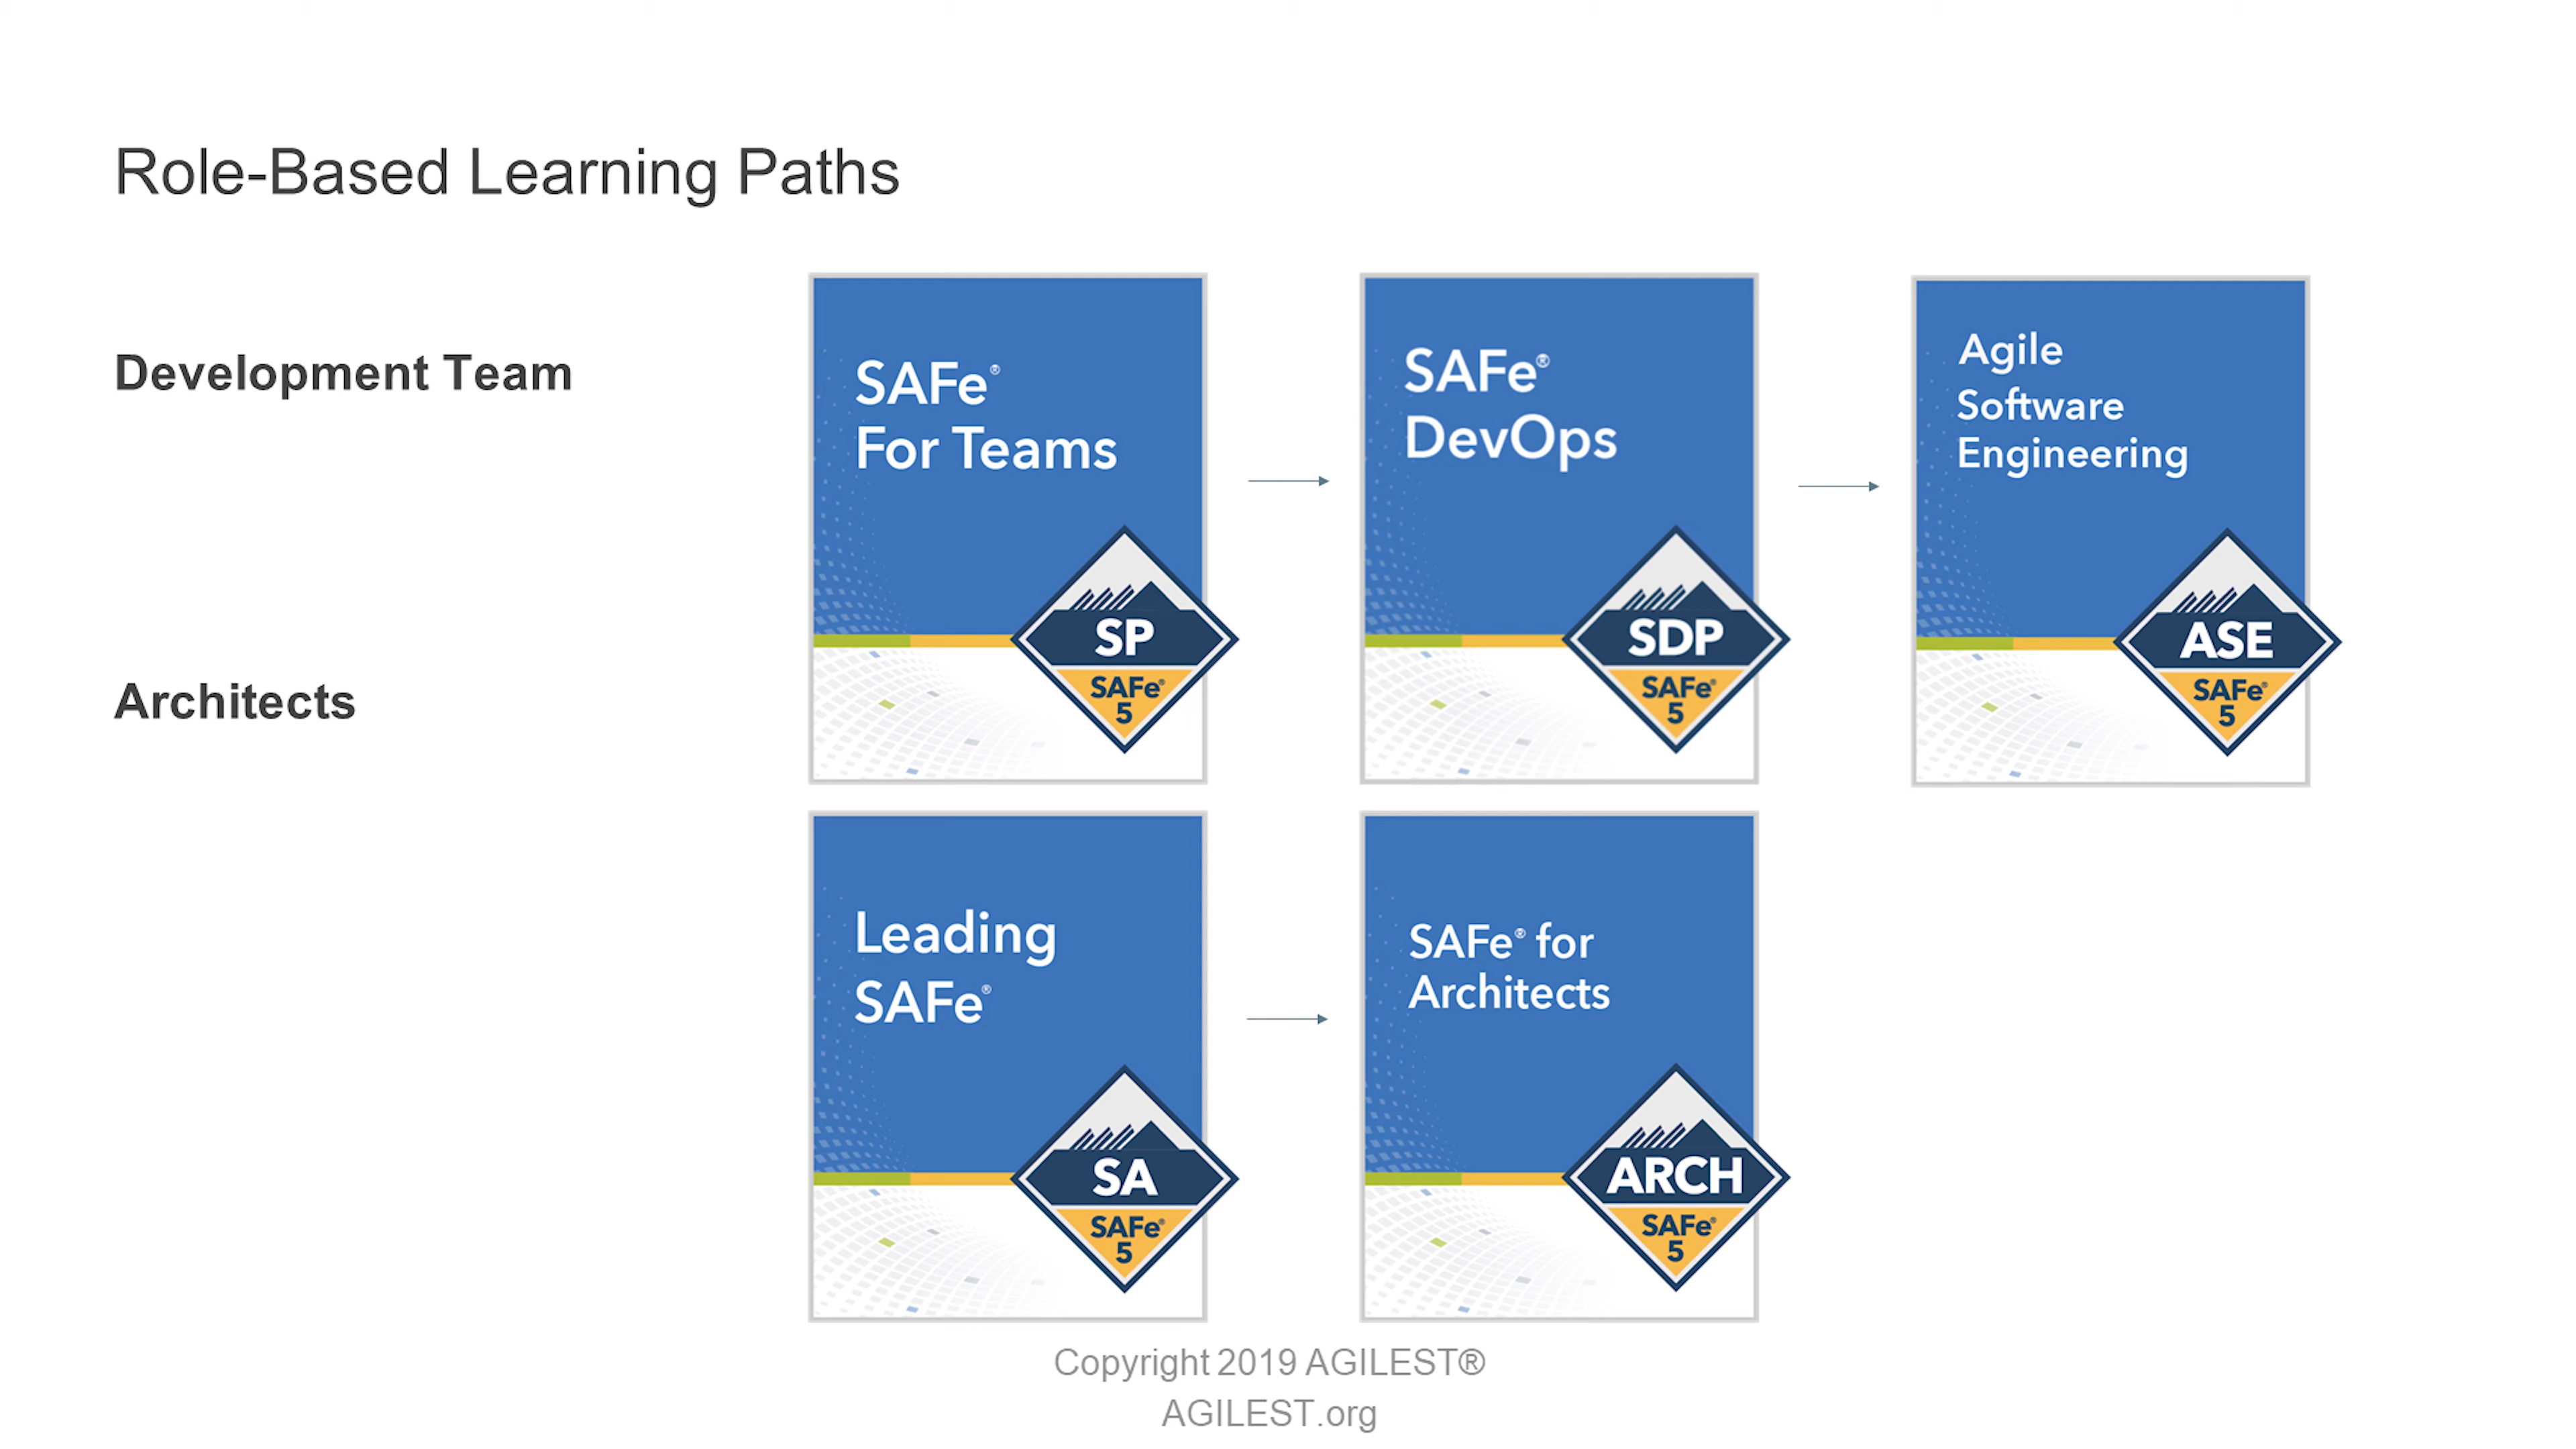 Role-Based Learning Paths
Development Team
SAFe®
For Teams
SP
SAFe®
5
SAFe®
DevOps
SDP
SAFe®
5
Agile
Software
Engineering
ASE
SAFe®
5
Architects
Leading
SAFe®
SA
SAFe®
5
SAFe® for
Architects
ARCH
SAFe®
5
Copyright 2019 AGILEST®
AGILEST.org